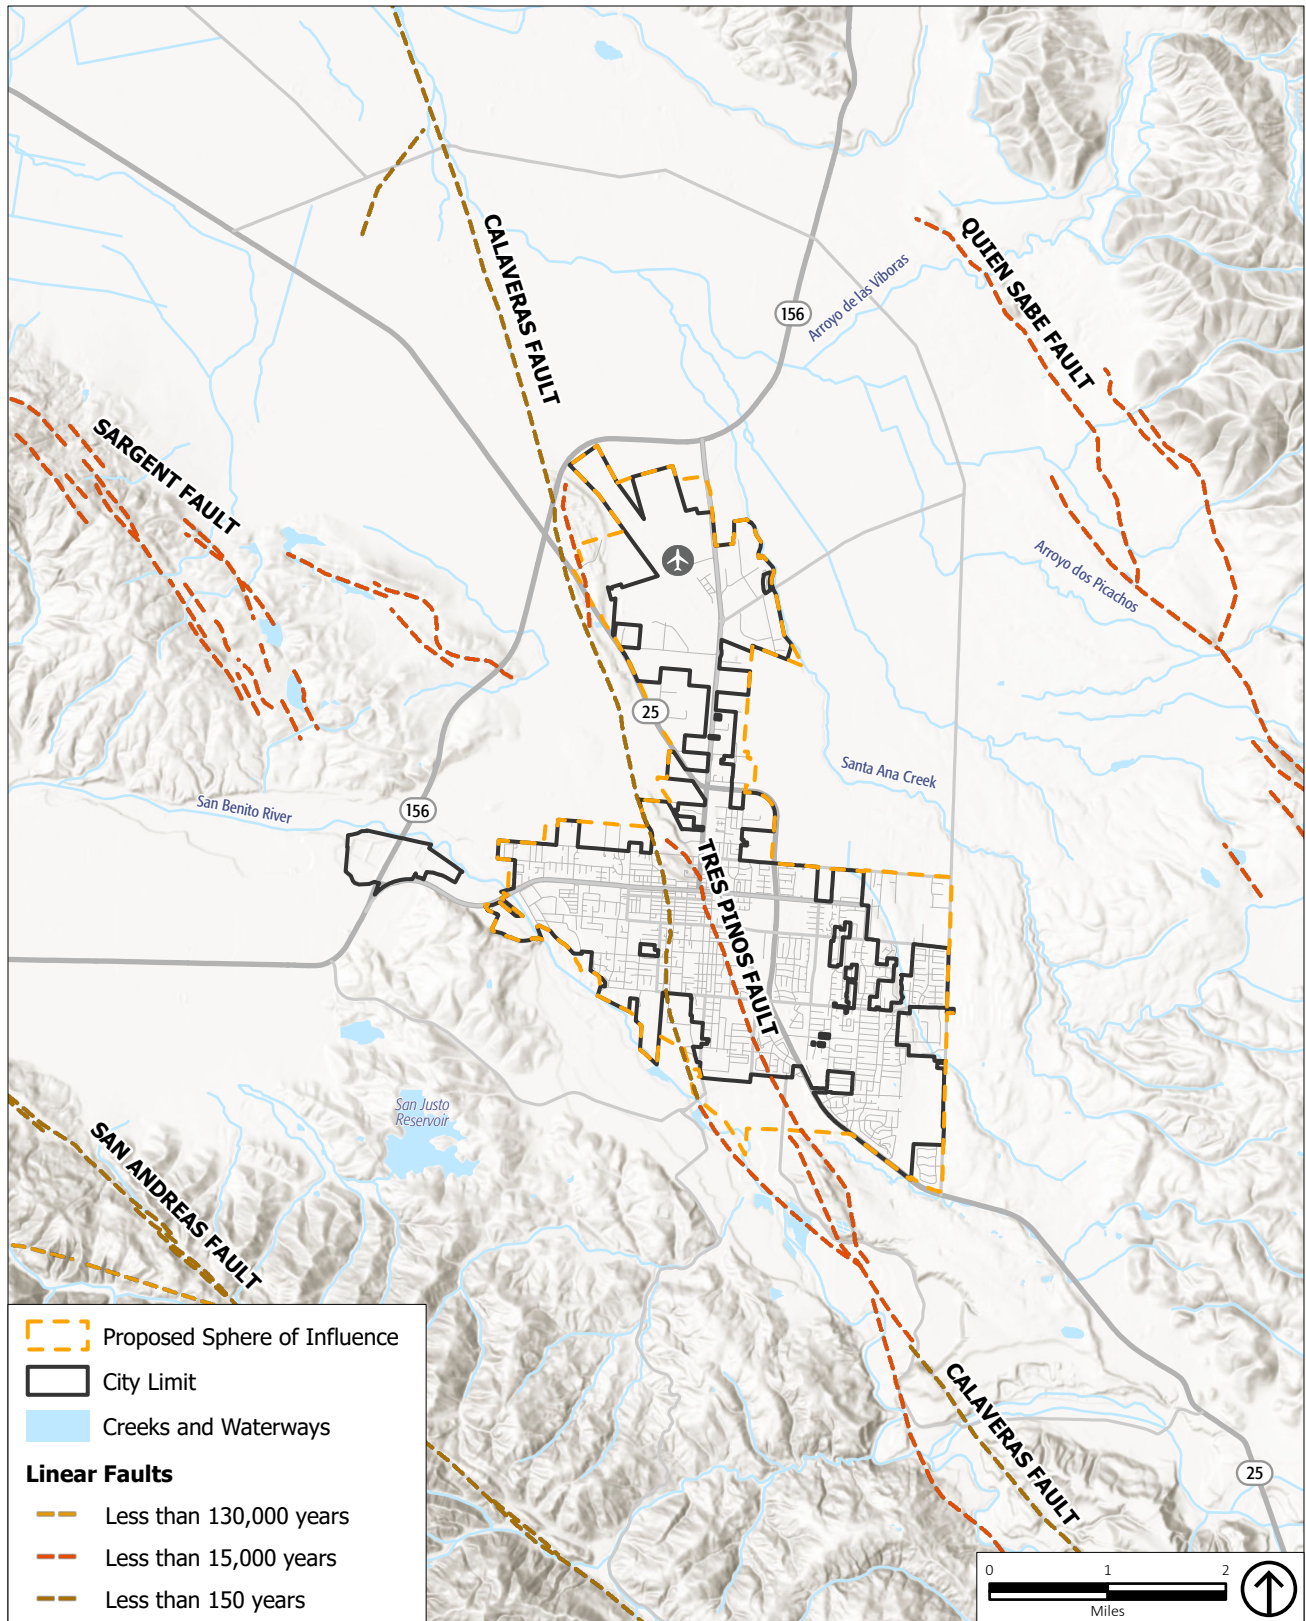 CALAVERAS FAULT
QUIEN SABE FAULT
Arroyo de las Viboras
156
SARGENT FAULT
Arroyo dos Picachos
25
Santa Ana Creek
San Benito River
156
TRES PINOS FAULT
San Justo
Reservoir
SAN ANDREAS FAULT
CALAVERAS FAULT
25
Proposed Sphere of Influence
City Limit
Creeks and Waterways
Linear Faults
Less than 130,000 years
Less than 15,000 years
Less than 150 years
0 1 2
Miles